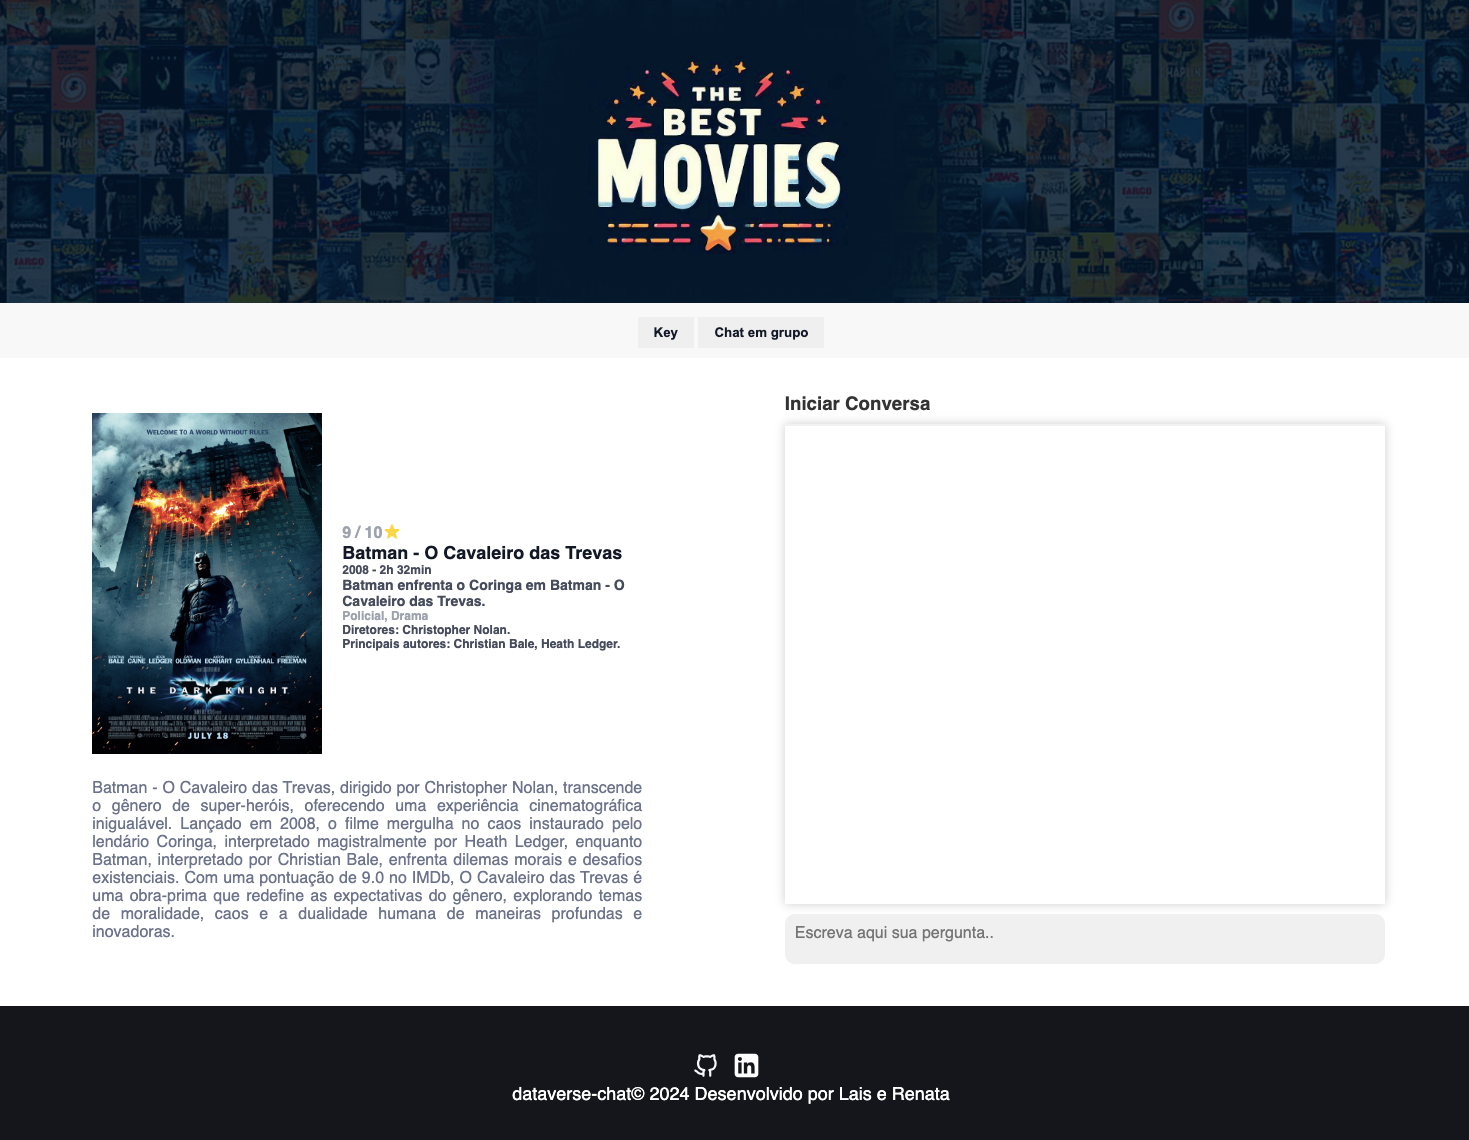 THE
BEST
MOVIES
Key
Chat em grupo
Iniciar Conversa
WELCOME TO A WORLD WITHOUT RULES
9 / 10
Batman - O Cavaleiro das Trevas
2008 - 2h 32min
Batman enfrenta o Coringa em Batman - O
Cavaleiro das Trevas.
Policial, Drama
Diretores: Christopher Nolan.
Principais autores: Christian Bale, Heath Ledger.
BALE CAINE LEDGER OLDMAN ECKHART GYLLENHAAL FREEMAN
THE DARK KNIGHT
JULY 18
Batman - O Cavaleiro das Trevas, dirigido por Christopher Nolan, transcende
o gênero de super-heróis, oferecendo uma experiência cinematográfica
inigualável. Lançado em 2008, o filme mergulha no caos instaurado pelo
lendário Coringa, interpretado magistralmente por Heath Ledger, enquanto
Batman, interpretado por Christian Bale, enfrenta dilemas morais e desafios
existenciais. Com uma pontuação de 9.0 no IMDb, O Cavaleiro das Trevas é
uma obra-prima que redefine as expectativas do gênero, explorando temas
de moralidade, caos e a dualidade humana de maneiras profundas e
inovadoras.
Escreva aqui sua pergunta..
dataverse-chat© 2024 Desenvolvido por Lais e Renata